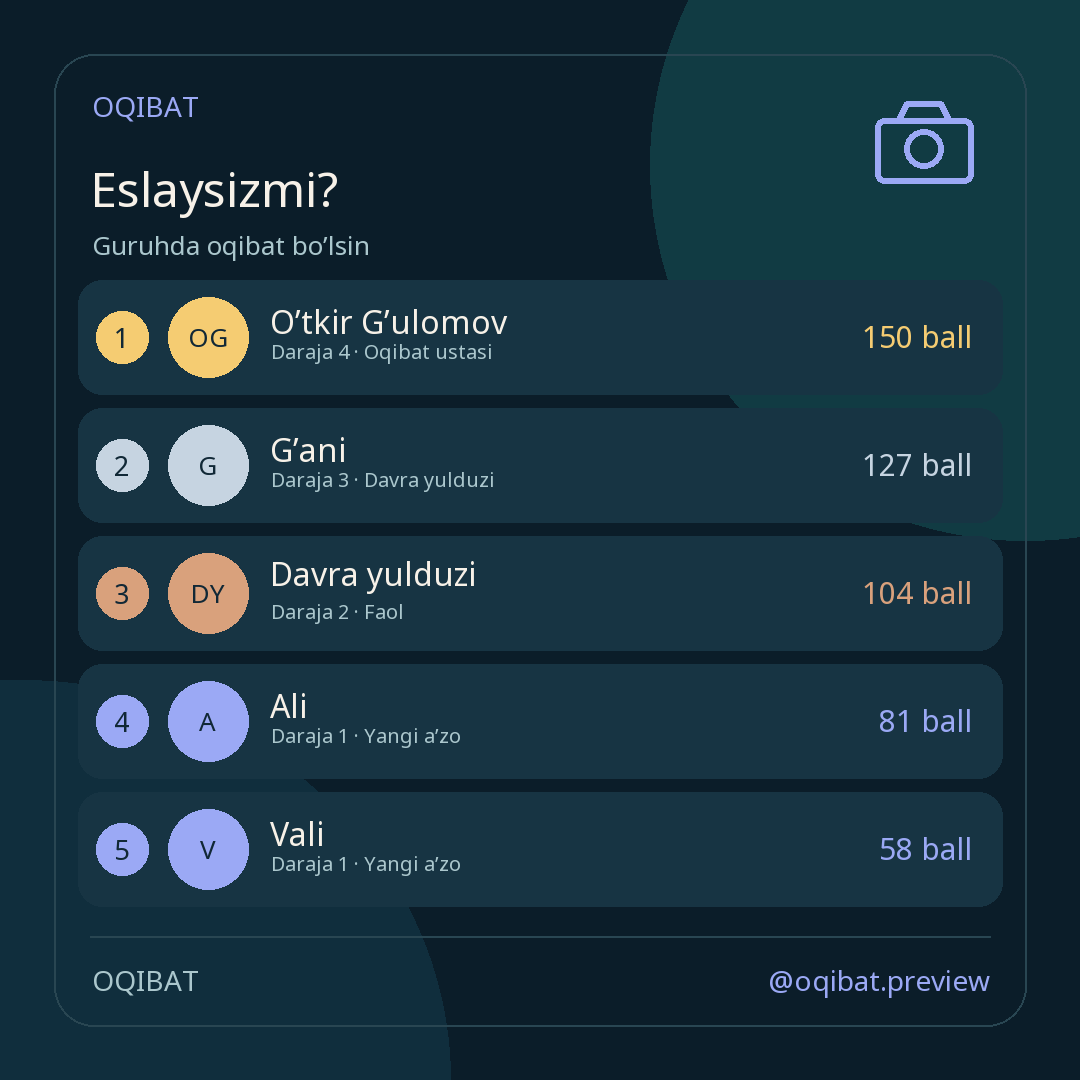 OQIBAT
Eslaysizmi?
Guruhda oqibat bo’lsin
1 OG O’tkir G’ulomov 150 ball
Daraja 4 · Oqibat ustasi
2 G G’ani 127 ball
Daraja 3 · Davra yulduzi
3 DY Davra yulduzi 104 ball
Daraja 2 · Faol
4 A Ali 81 ball
Daraja 1 · Yangi a’zo
5 V Vali 58 ball
Daraja 1 · Yangi a’zo
OQIBAT @oqibat.preview